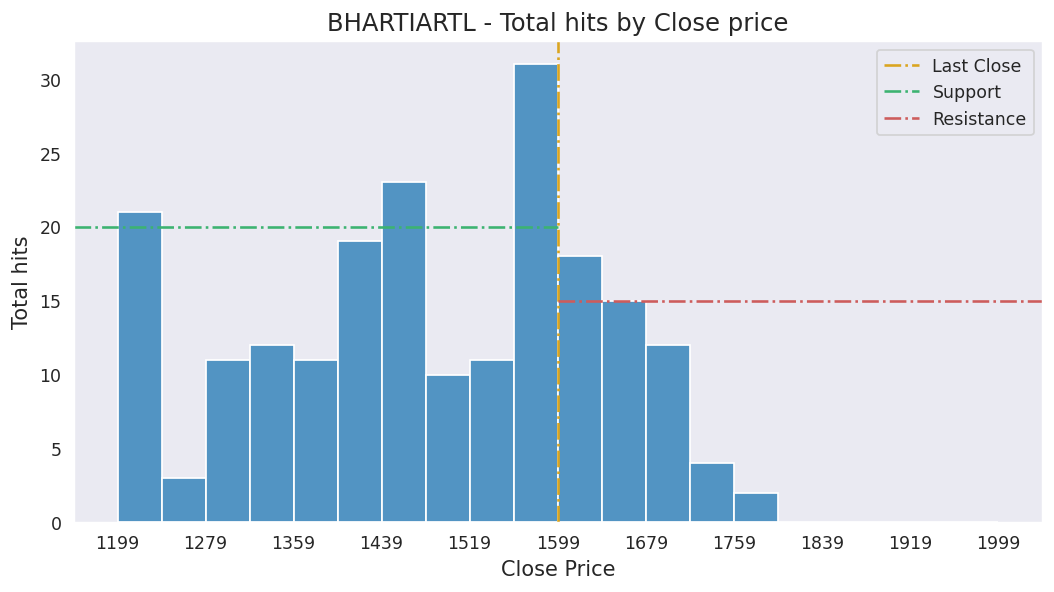 BHARTIARTL - Total hits by Close price
Last Close
Support
Resistance
Total hits
30
25
20
15
10
5
0
1199 1279 1359 1439 1519 1599 1679 1759 1839 1919 1999
Close Price